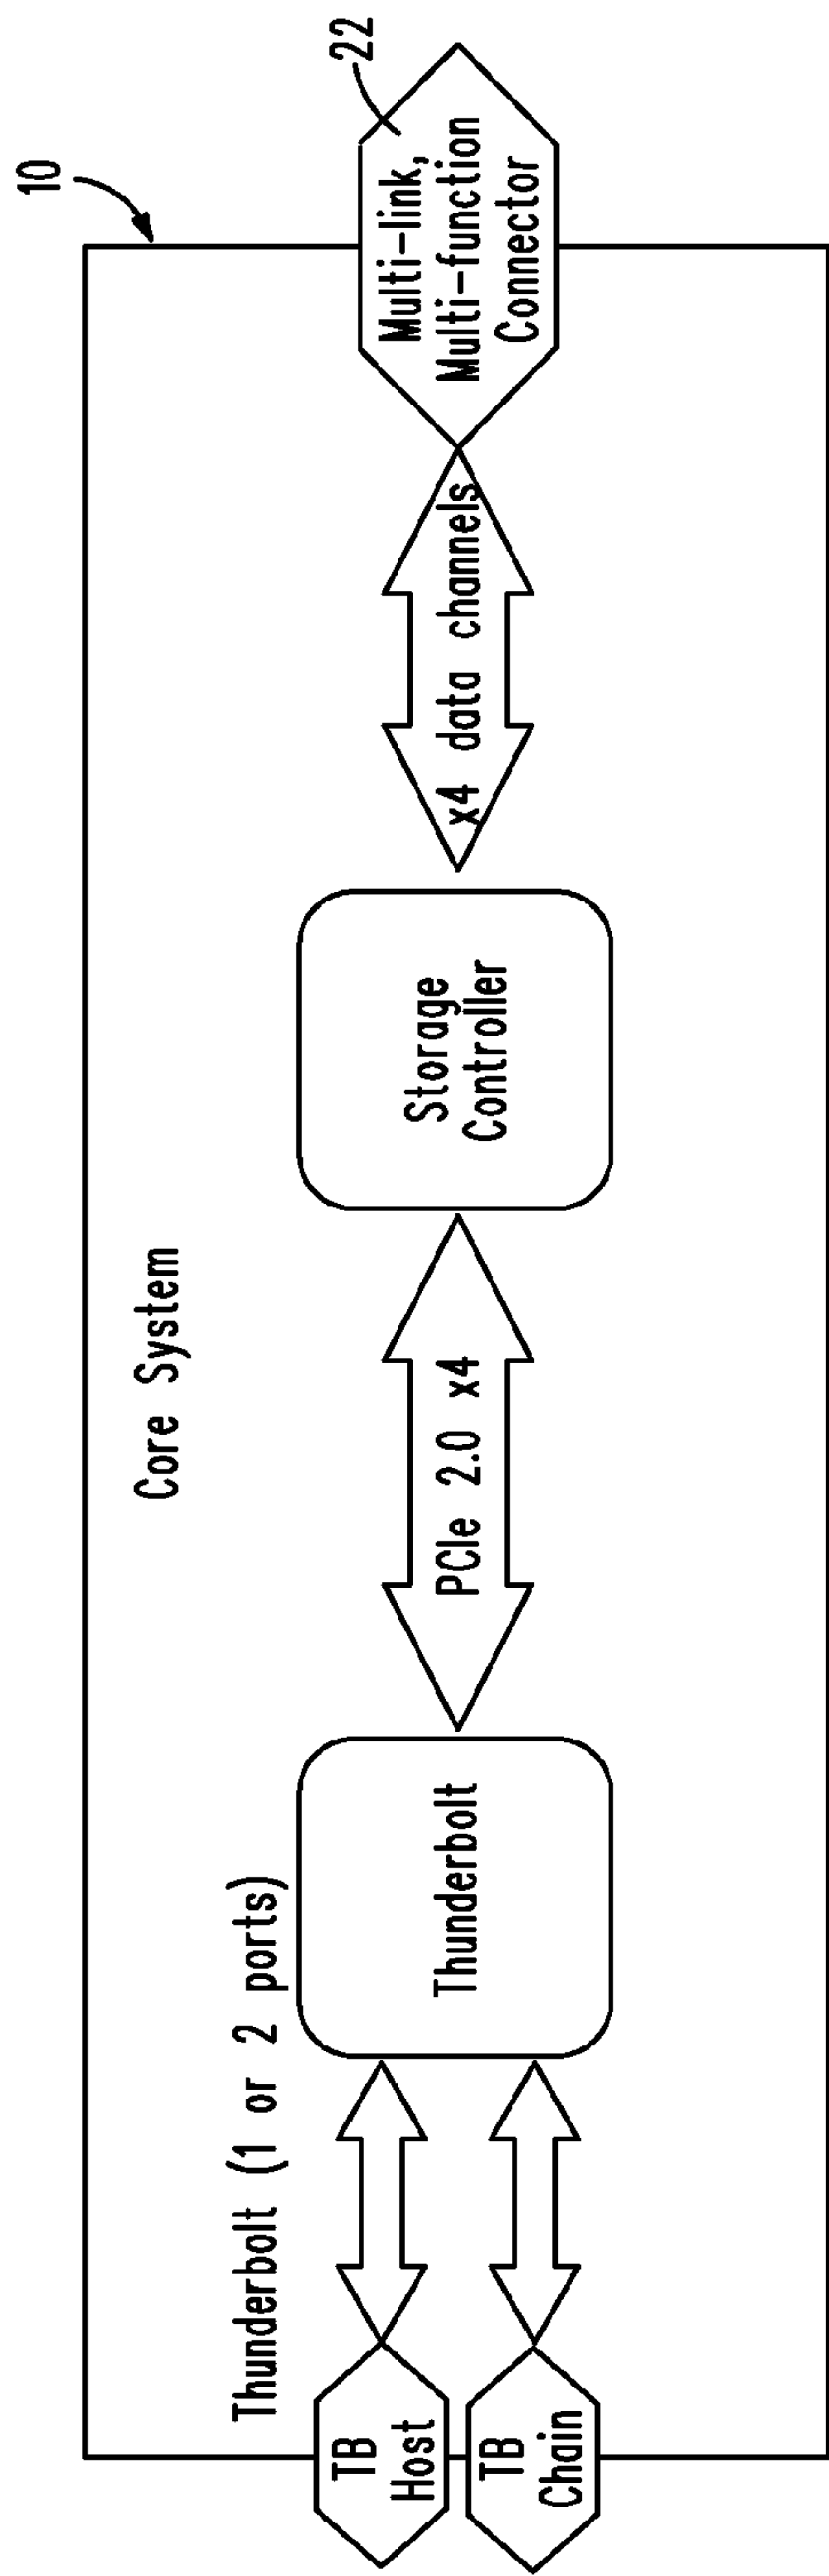 10
22
Core System
Thunderbolt (1 or 2 ports)
TB
Host
TB
Chain
Thunderbolt
PCIe 2.0 x4
Storage
Controller
x4 data channels
Multi-link,
Multi-function
Connector